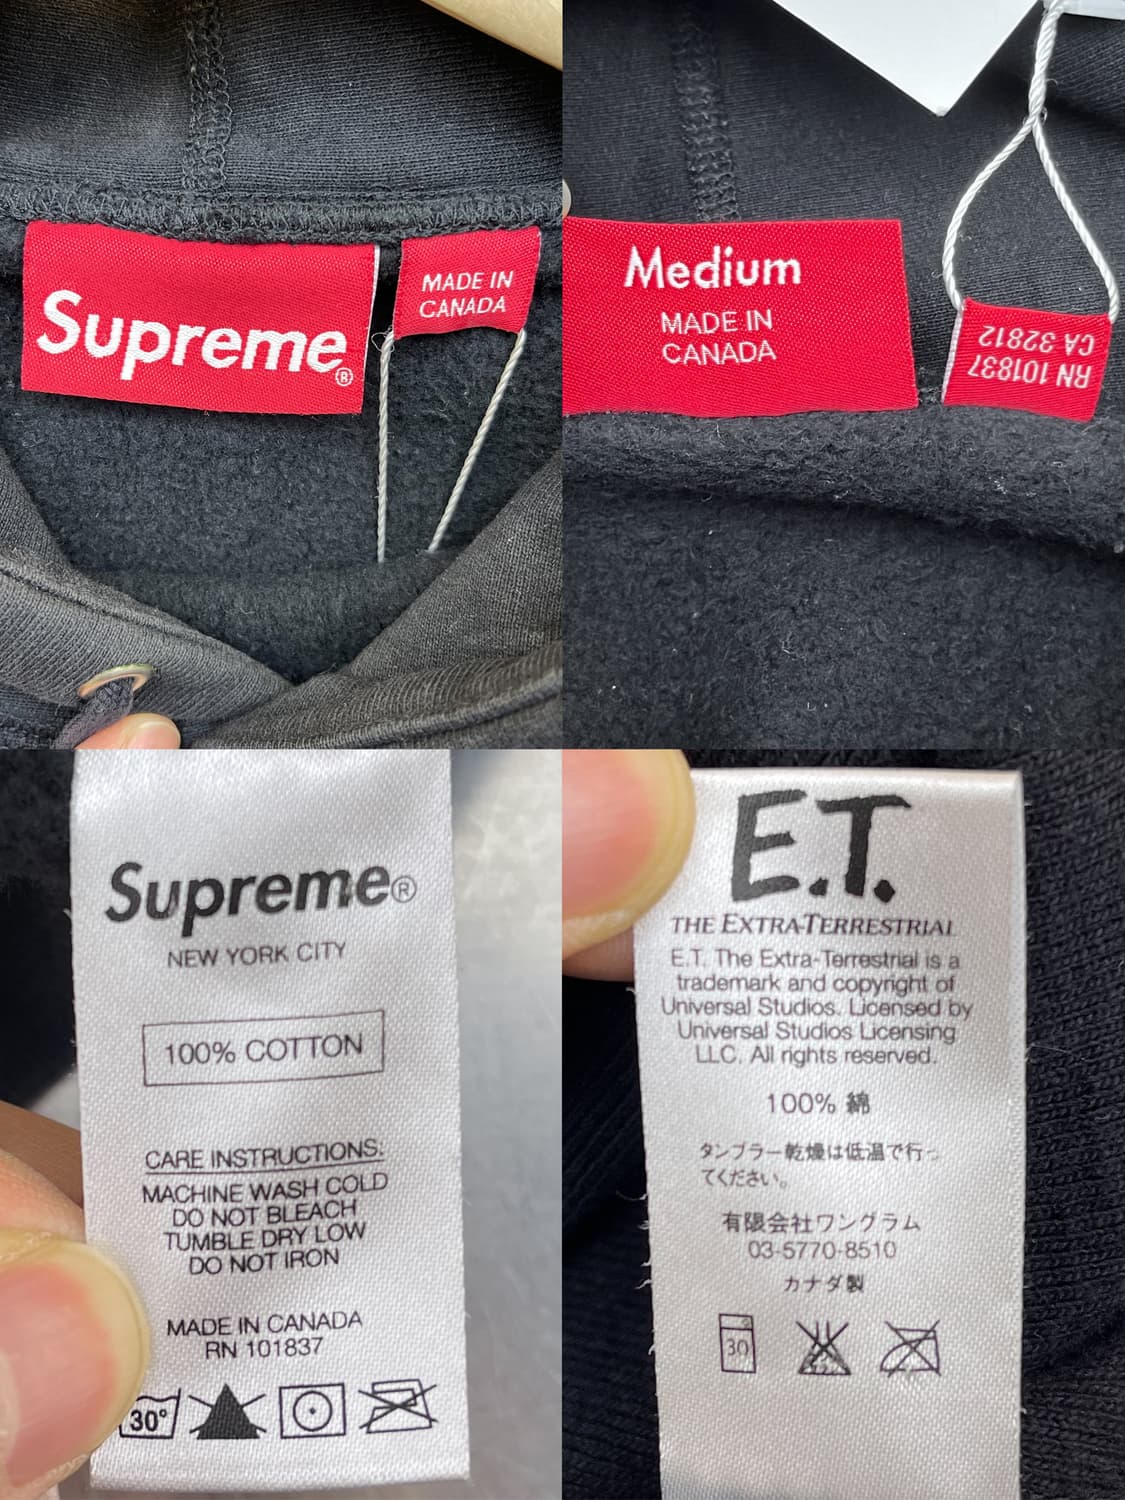 Supreme®
MADE IN
CANADA
Medium
MADE IN
CANADA
RN 101837
CA 32812
Supreme®
NEW YORK CITY
100% COTTON
CARE INSTRUCTIONS:
MACHINE WASH COLD
DO NOT BLEACH
TUMBLE DRY LOW
DO NOT IRON
MADE IN CANADA
RN 101837
30°
E.T.
THE EXTRA-TERRESTRIAL
E.T. The Extra-Terrestrial is a
trademark and copyright of
Universal Studios. Licensed by
Universal Studios Licensing
LLC. All rights reserved.
100% 綿
タンブラー乾燥は低温で行っ
てください。
有限会社ワングラム
03-5770-8510
カナダ製
30